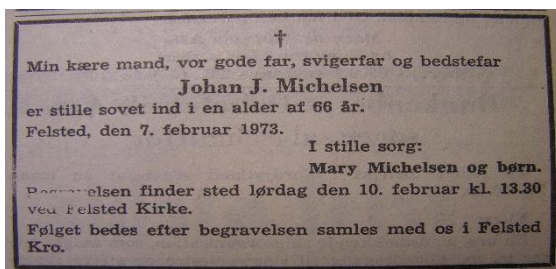 Min kære mand, vor gode far, svigerfar og bedstefar
Johan J. Michelsen
er stille sovet ind i en alder af 66 år.
Felsted, den 7. februar 1973.
I stille sorg:
Mary Michelsen og børn.
finder sted lørdag den 10. februar kl. 13.30
ved Felsted Kirke.
Følget bedes efter begravelsen samles med os i Felsted
Kro.